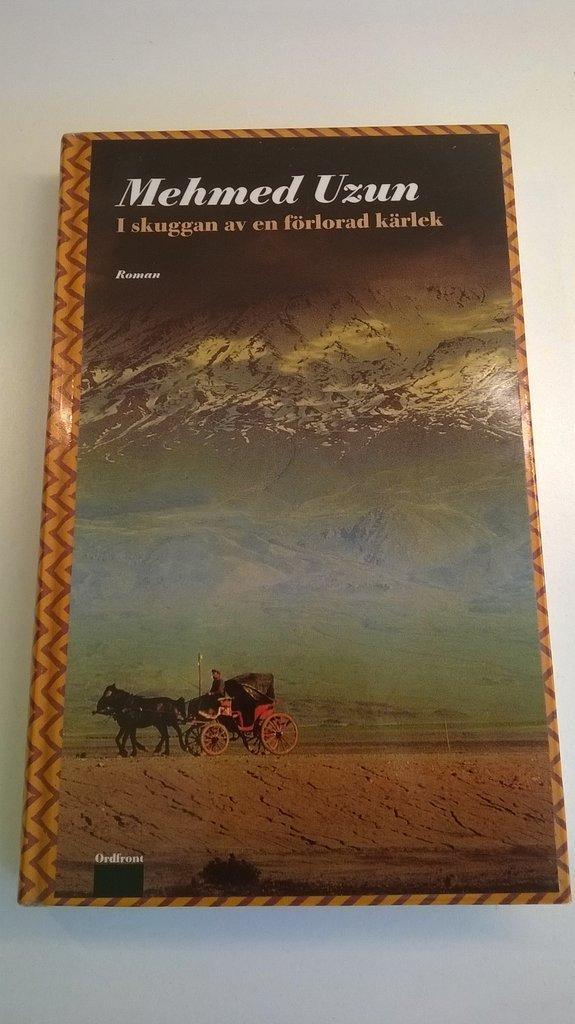 Mehmed Uzun
I skuggan av en förlorad kärlek
Roman
Ordfront